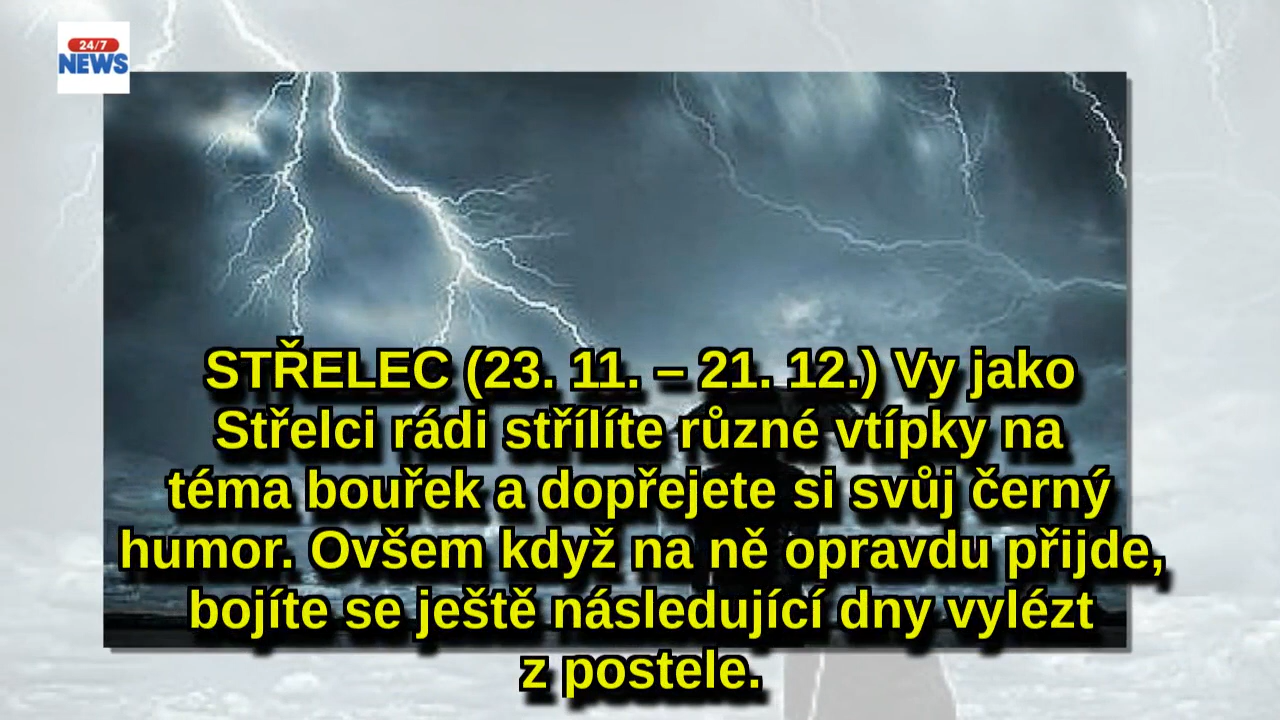 24/7
NEWS
STŘELEC (23. 11. – 21. 12.) Vy jako
Střelci rádi střílíte různé vtípky na
téma bouřek a dopřejete si svůj černý
humor. Ovšem když na ně opravdu přijde,
bojíte se ještě následující dny vylézt
z postele.